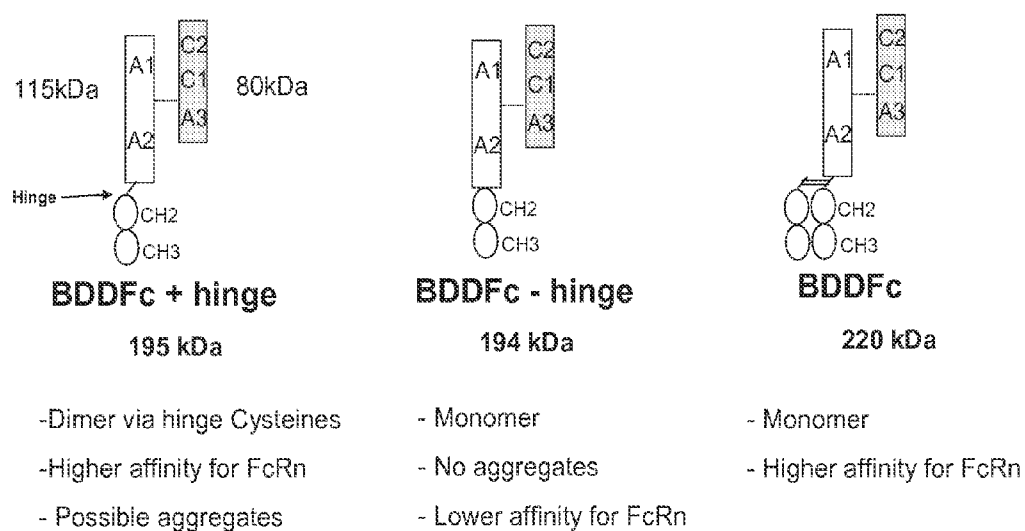 115kDa
A1
A2
C2
C1
A3
80kDa
Hinge
CH2
CH3
BDDFc + hinge
195 kDa
-Dimer via hinge Cysteines
-Higher affinity for FcRn
- Possible aggregates
A1
A2
C2
C1
A3
CH2
CH3
BDDFc - hinge
194 kDa
- Monomer
- No aggregates
- Lower affinity for FcRn
A1
A2
C2
C1
A3
CH2
CH3
BDDFc
220 kDa
- Monomer
- Higher affinity for FcRn